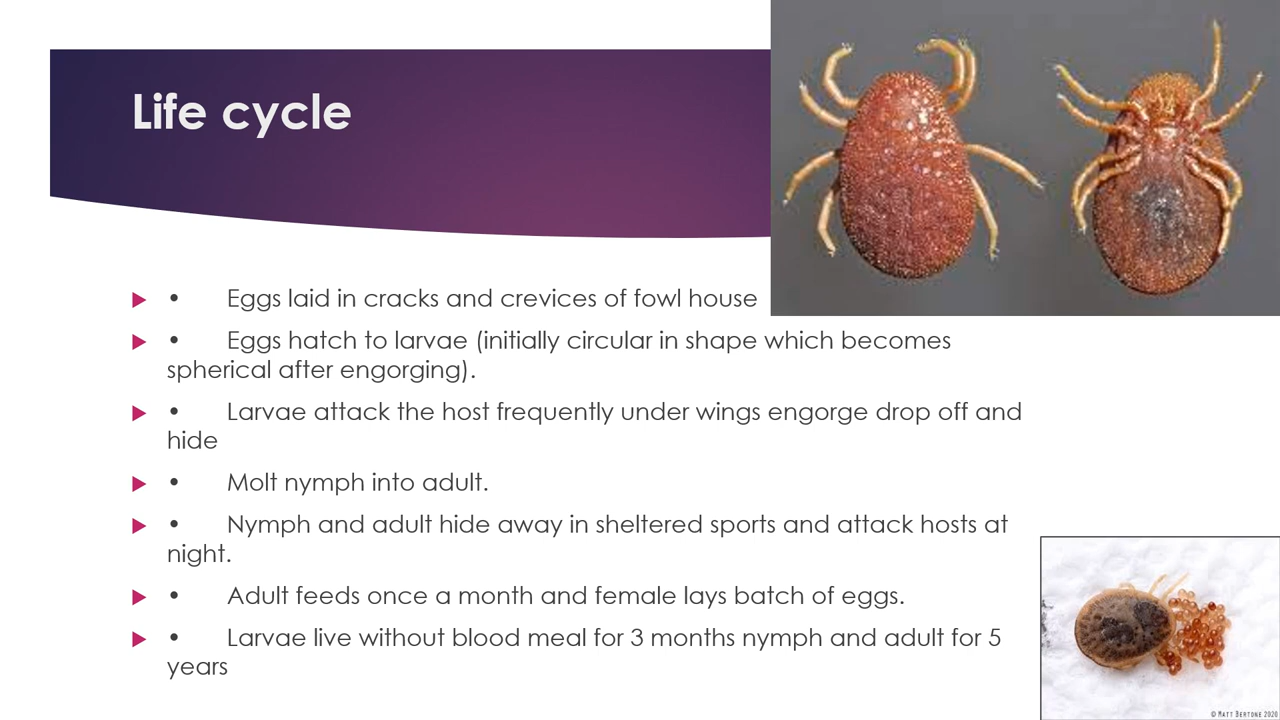 Life cycle
• Eggs laid in cracks and crevices of fowl house
• Eggs hatch to larvae (initially circular in shape which becomes
spherical after engorging).
• Larvae attack the host frequently under wings engorge drop off and
hide
• Molt nymph into adult.
• Nymph and adult hide away in sheltered sports and attack hosts at
night.
• Adult feeds once a month and female lays batch of eggs.
• Larvae live without blood meal for 3 months nymph and adult for 5
years
© Matt Bertone 2020